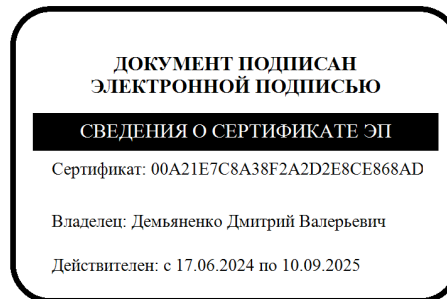 ДОКУМЕНТ ПОДПИСАН
ЭЛЕКТРОННОЙ ПОДПИСЬЮ
СВЕДЕНИЯ О СЕРТИФИКАТЕ ЭП
Сертификат: 00A21E7C8A38F2A2D2E8CE868AD
Владелец: Демьяненко Дмитрий Валерьевич
Действителен: с 17.06.2024 по 10.09.2025